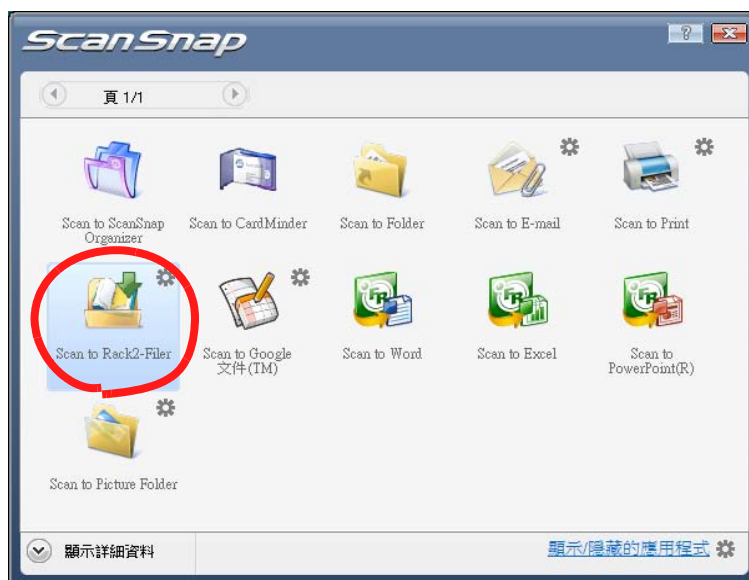 ScanSnap
頁 1/1
Scan to ScanSnap
Organizer
Scan to CardMinder
Scan to Folder
Scan to E-mail
Scan to Print
Scan to Rack2-Filer
Scan to Google
文件(TM)
Scan to Word
Scan to Excel
Scan to
PowerPoint(R)
Scan to Picture Folder
顯示詳細資料
顯示/隱藏的應用程式